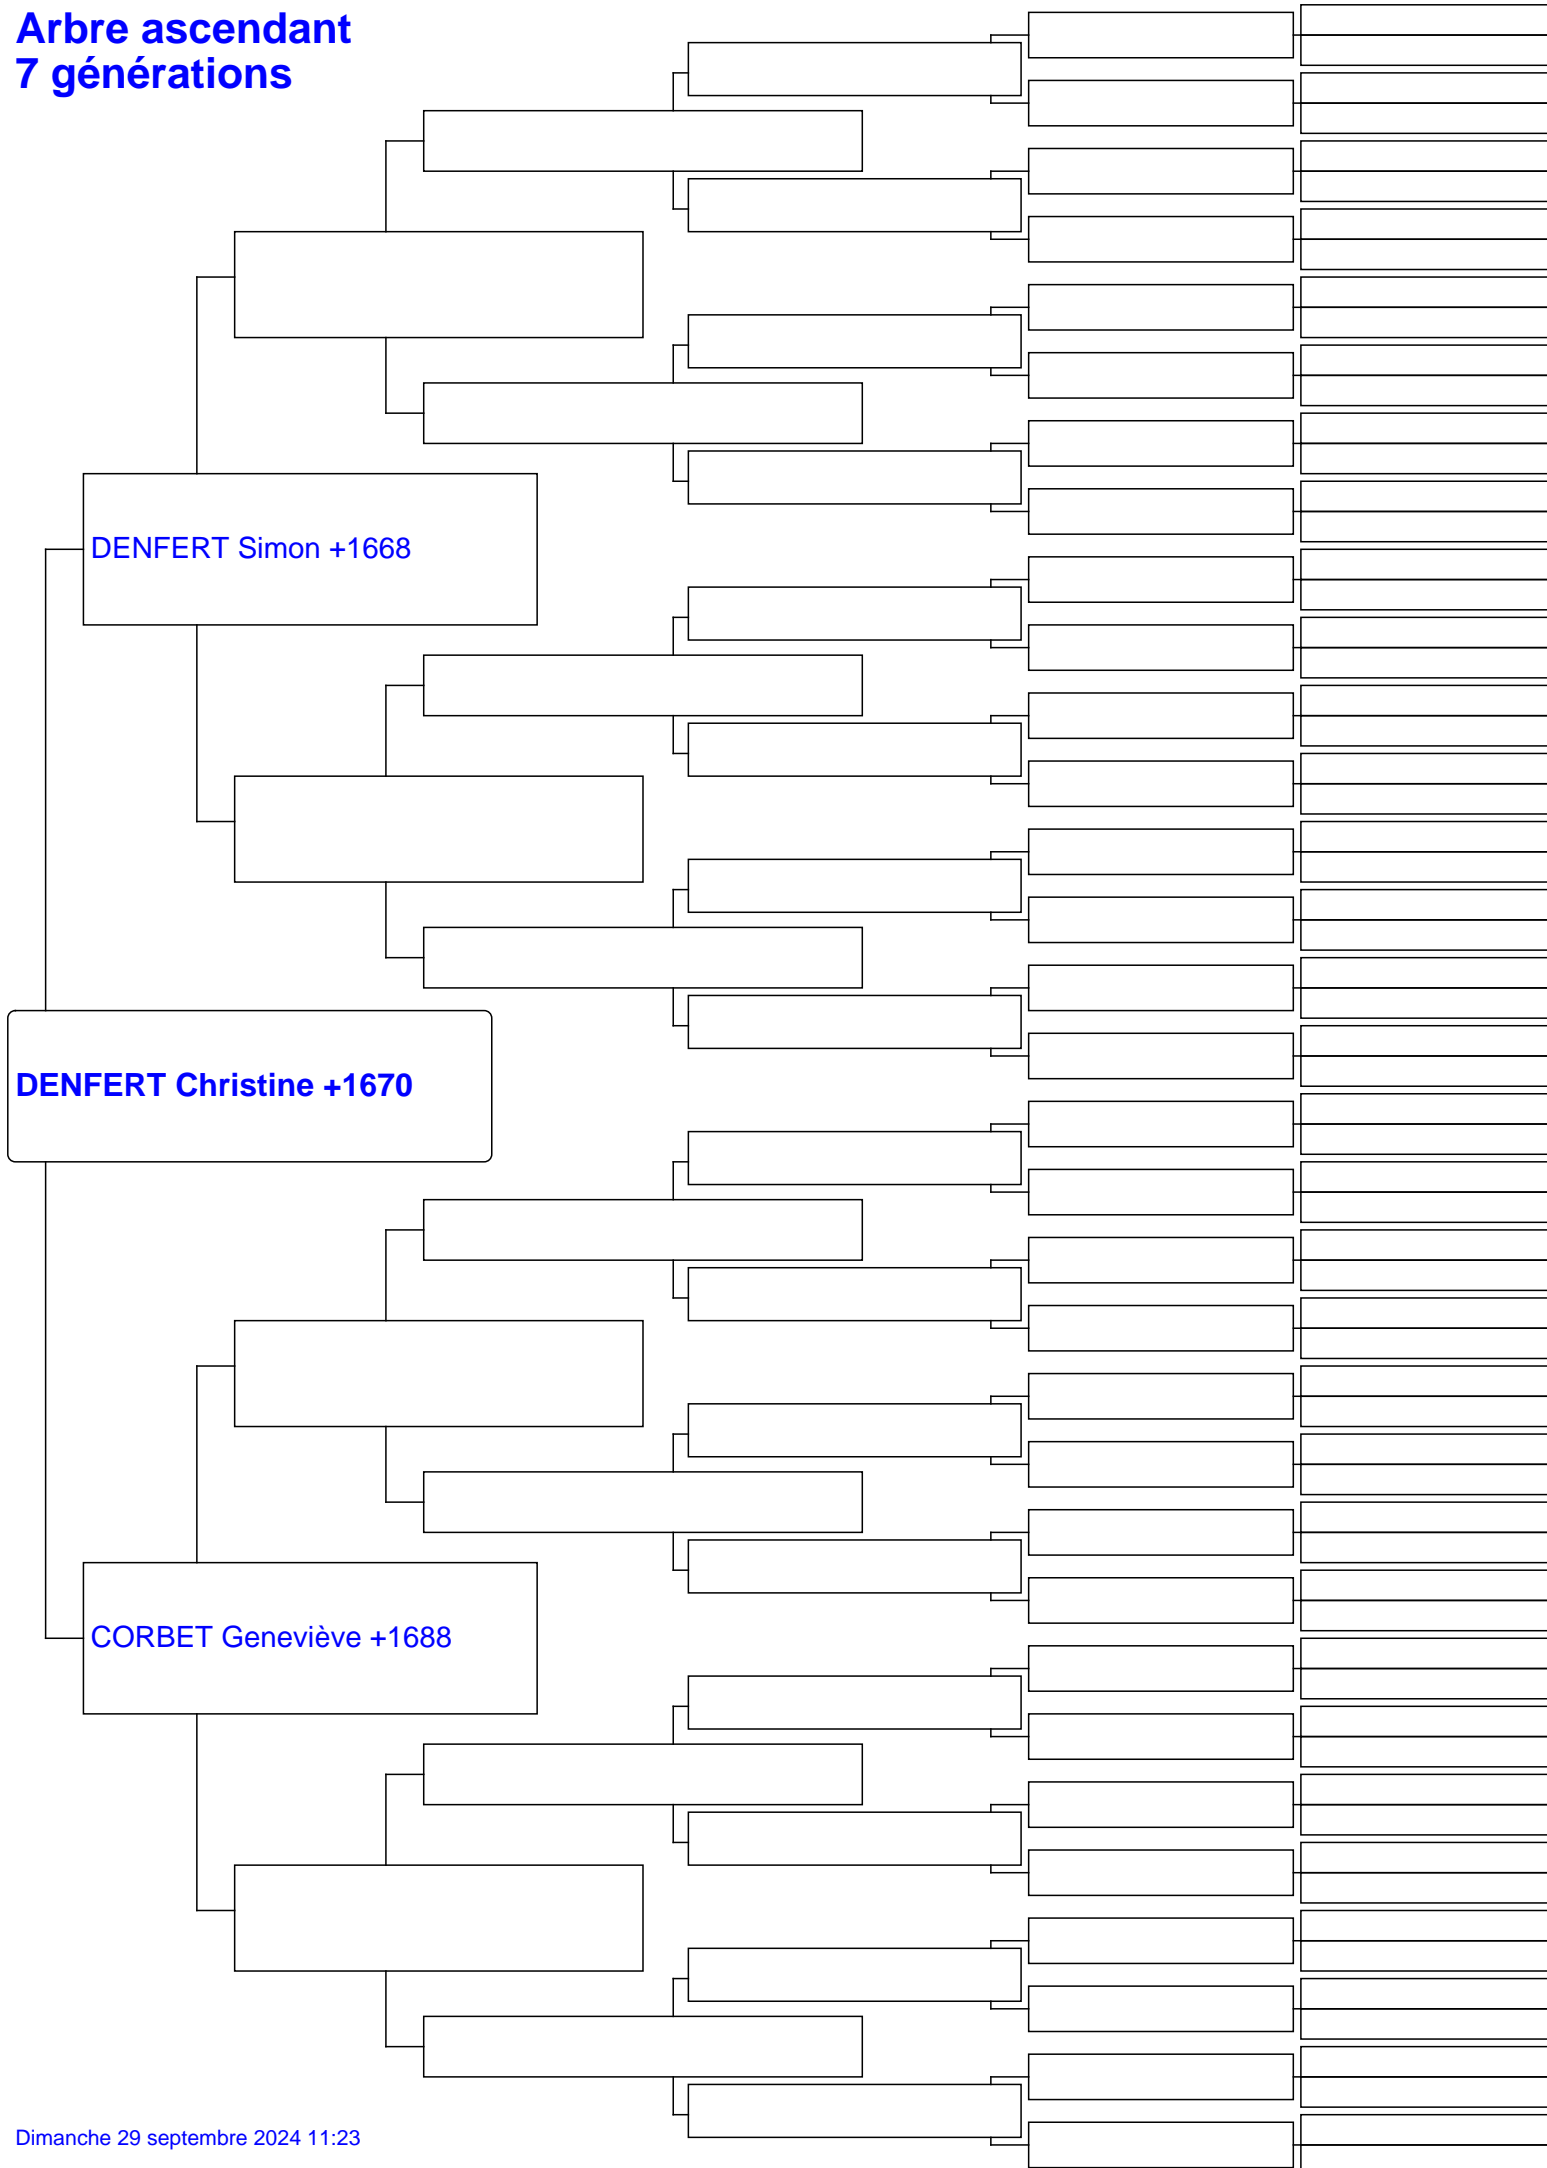 Arbre ascendant
7 générations
DENFERT Simon +1668
DENFERT Christine +1670
CORBET Geneviève +1688
Dimanche 29 septembre 2024 11:23